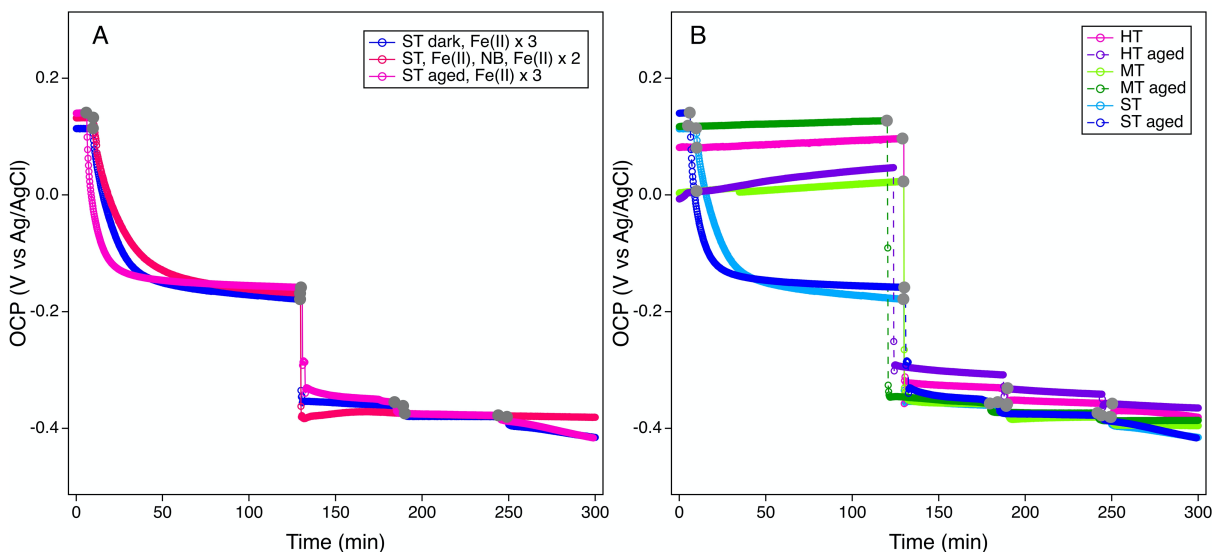 A
ST dark, Fe(II) x 3
ST, Fe(II), NB, Fe(II) x 2
ST aged, Fe(II) x 3
0.2
0.0
-0.2
-0.4
OCP (V vs Ag/AgCl)
0 50 100 150 200 250 300
Time (min)
B
HT
HT aged
MT
MT aged
ST
ST aged
0.2
0.0
-0.2
-0.4
OCP (V vs Ag/AgCl)
0 50 100 150 200 250 300
Time (min)